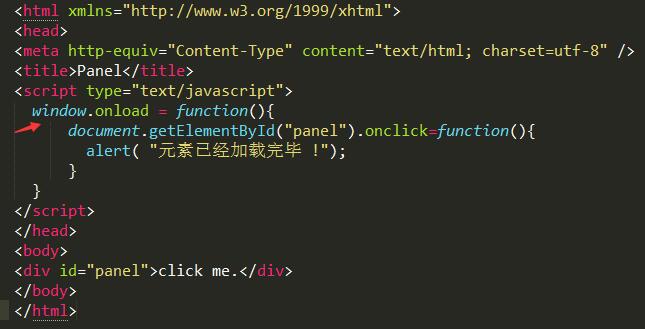 <html xmlns="http://www.w3.org/1999/xhtml">
<head>
<meta http-equiv="Content-Type" content="text/html; charset=utf-8" />
<title>Panel</title>
<script type="text/javascript">
window.onload = function(){
document.getElementById("panel").onclick=function(){
alert( "元素已经加载完毕 !");
}
}
</script>
</head>
<body>
<div id="panel">click me.</div>
</body>
</html>